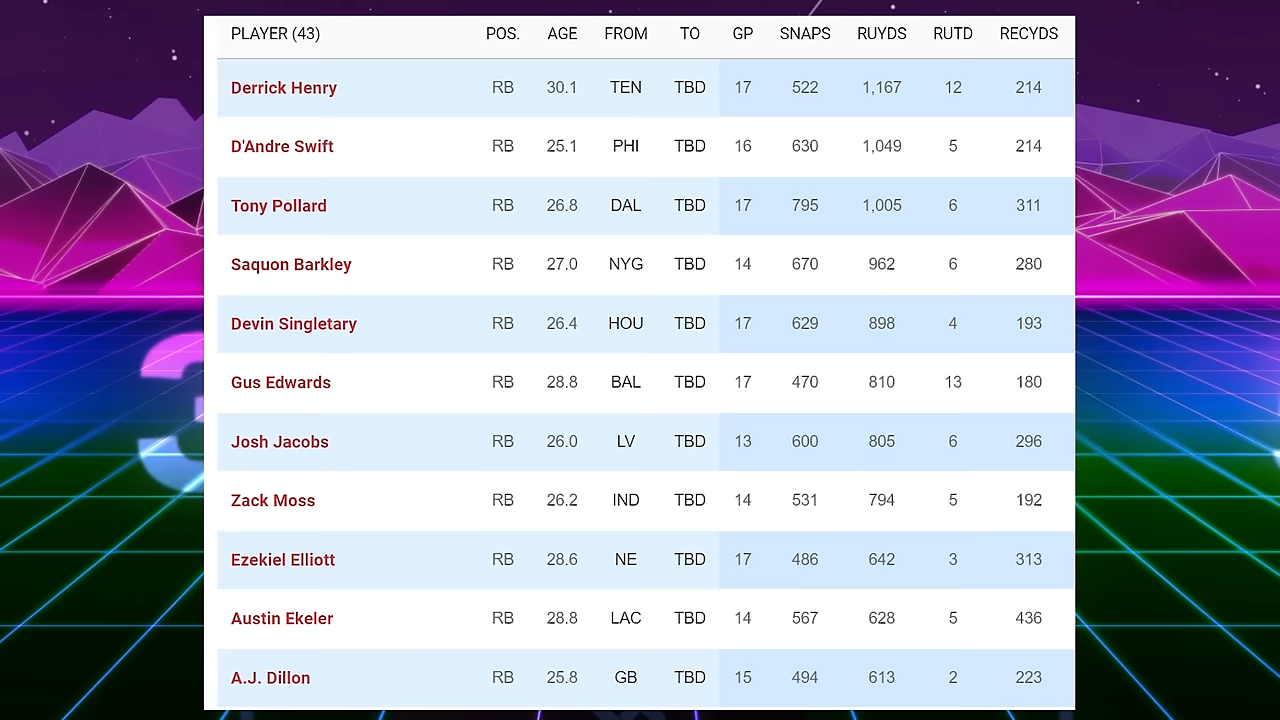 PLAYER (43) POS. AGE FROM TO GP SNAPS RUYDS RUTD RECYDS
Derrick Henry RB 30.1 TEN TBD 17 522 1,167 12 214
D'Andre Swift RB 25.1 PHI TBD 16 630 1,049 5 214
Tony Pollard RB 26.8 DAL TBD 17 795 1,005 6 311
Saquon Barkley RB 27.0 NYG TBD 14 670 962 6 280
Devin Singletary RB 26.4 HOU TBD 17 629 898 4 193
Gus Edwards RB 28.8 BAL TBD 17 470 810 13 180
Josh Jacobs RB 26.0 LV TBD 13 600 805 6 296
Zack Moss RB 26.2 IND TBD 14 531 794 5 192
Ezekiel Elliott RB 28.6 NE TBD 17 486 642 3 313
Austin Ekeler RB 28.8 LAC TBD 14 567 628 5 436
A.J. Dillon RB 25.8 GB TBD 15 494 613 2 223